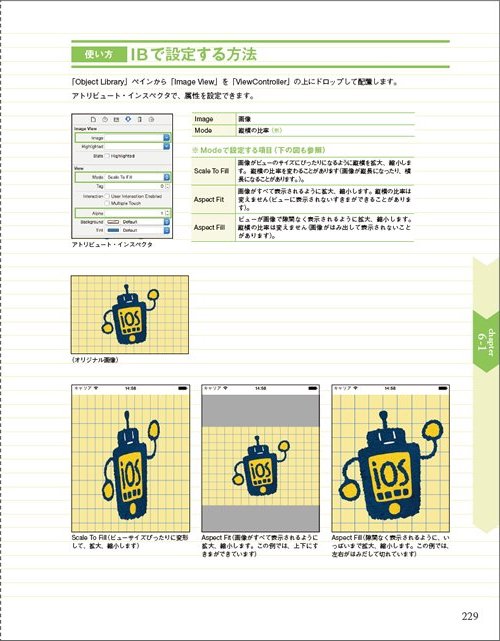 使い方 IBで設定する方法
「Object Library」ペインから「Image View」を「ViewController」の上にドロップして配置します。
アトリビュート・インスペクタで、属性を設定できます。
Image View
Image
Highlighted
State Highlighted
View
Mode Scale To Fill
Tag 0
Interaction User Interaction Enabled
Multiple Touch
Alpha 1
Background Default
Tint Default
アトリビュート・インスペクタ
Image 画像
Mode 縦横の比率（※）
※ Modeで設定する項目（下の図も参照）
Scale To Fill
画像がビューのサイズにぴったりになるように縦横を拡大、縮小しま
す。縦横の比率を変わることがあります（画像が縦長になったり、横
長になることがあります。）。
Aspect Fit
画像がすべて表示されるように拡大、縮小します。縦横の比率は
変えません（ビューに表示されないすきまができることがありま
す）。
Aspect Fill
ビューが画像で隙間なく表示されるように拡大、縮小します。
縦横の比率は変えません（画像がはみ出して表示されないこと
があります）。
iOS
（オリジナル画像）
chapter
6-1
キャリア 14:58
iOS
キャリア 14:58
iOS
キャリア 14:58
iOS
Scale To Fill（ビューサイズぴったりに変形
して、拡大、縮小します）
Aspect Fit（画像がすべて表示されるように
拡大、縮小します。この例では、上下にす
きまができています）
Aspect Fill（隙間なく表示されるように、い
っぱいまで拡大、縮小します。この例では、
左右がはみだして切れています）
229